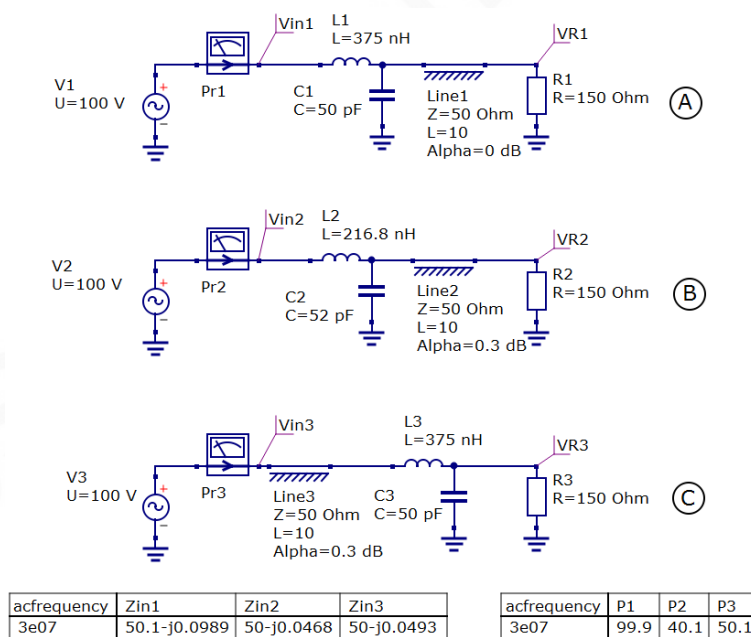 Vin1
L1
L=375 nH
VR1
V1
U=100 V
Pr1
C1
C=50 pF
Line1
Z=50 Ohm
L=10
Alpha=0 dB
R1
R=150 Ohm
A
Vin2
L2
L=216.8 nH
VR2
V2
U=100 V
Pr2
C2
C=52 pF
Line2
Z=50 Ohm
L=10
Alpha=0.3 dB
R2
R=150 Ohm
B
Vin3
L3
L=375 nH
VR3
V3
U=100 V
Pr3
Line3
Z=50 Ohm
L=10
Alpha=0.3 dB
C3
C=50 pF
R3
R=150 Ohm
C
acfrequency Zin1 Zin2 Zin3
3e07 50.1-j0.0989 50-j0.0468 50-j0.0493
acfrequency P1 P2 P3
3e07 99.9 40.1 50.1